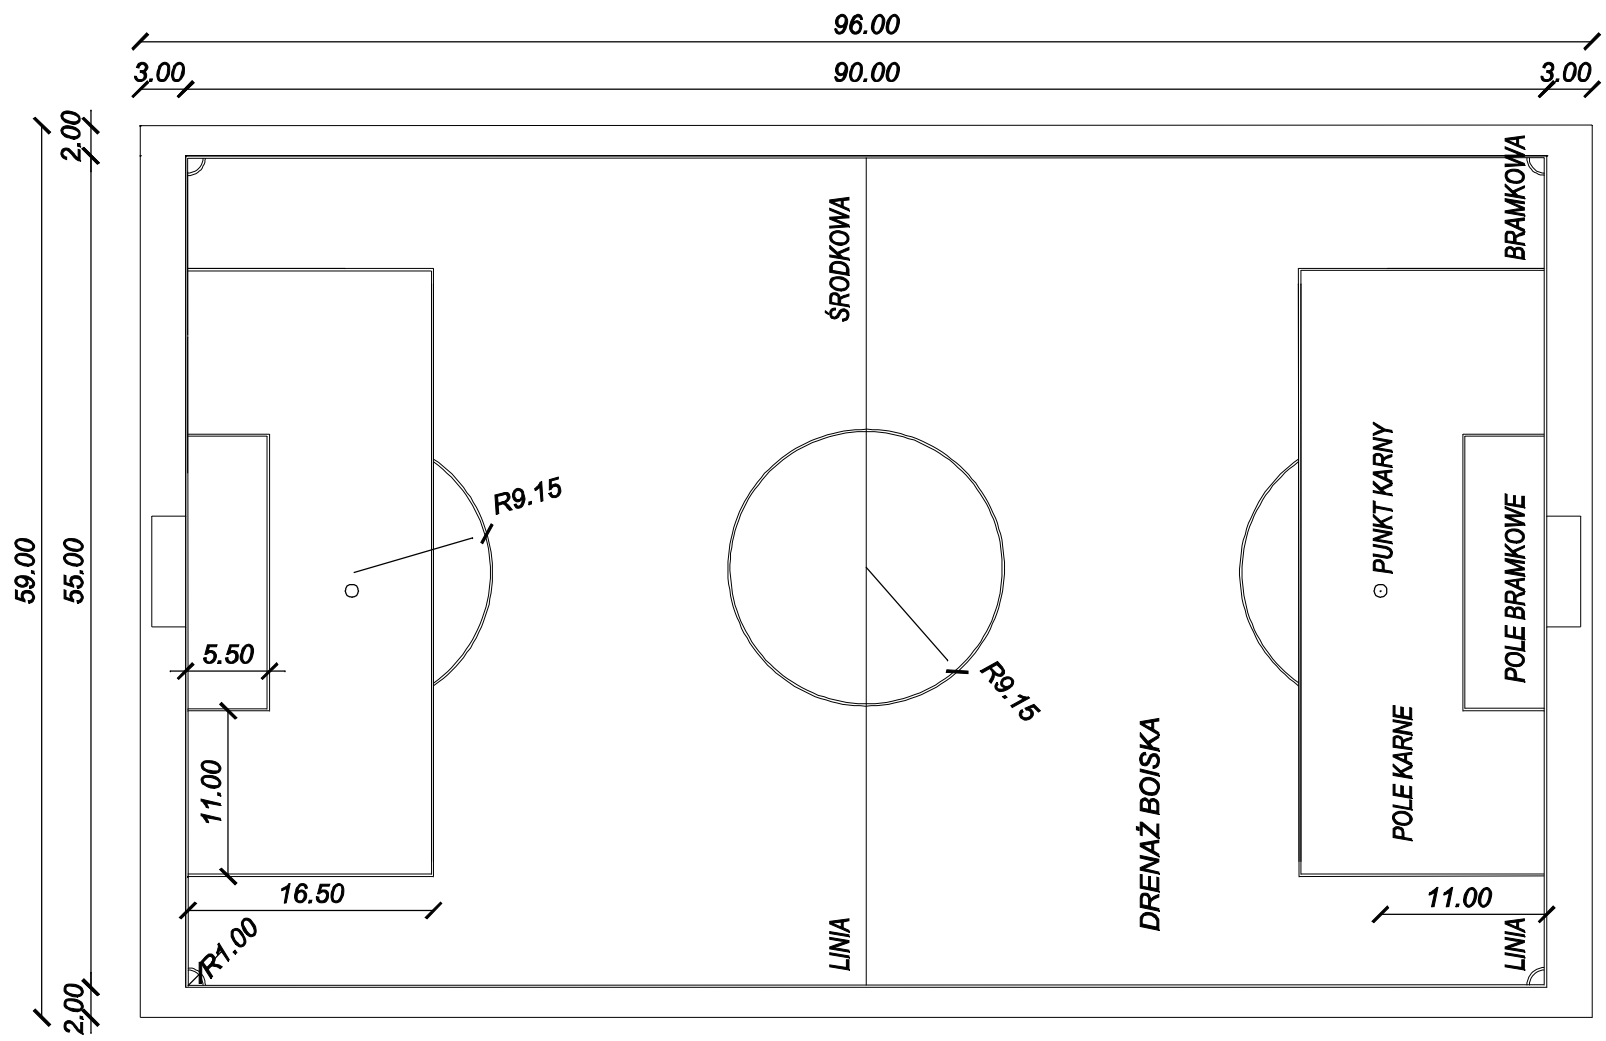 96.00
3.00
90.00
3.00
2.00
59.00
55.00
2.00
ŚRODKOWA
LINIA
BRAMKOWA
LINIA
R9.15
R9.15
PUNKT KARNY
POLE BRAMKOWE
POLE KARNE
DRENAŻ BOISKA
5.50
11.00
16.50
R1.00
11.00